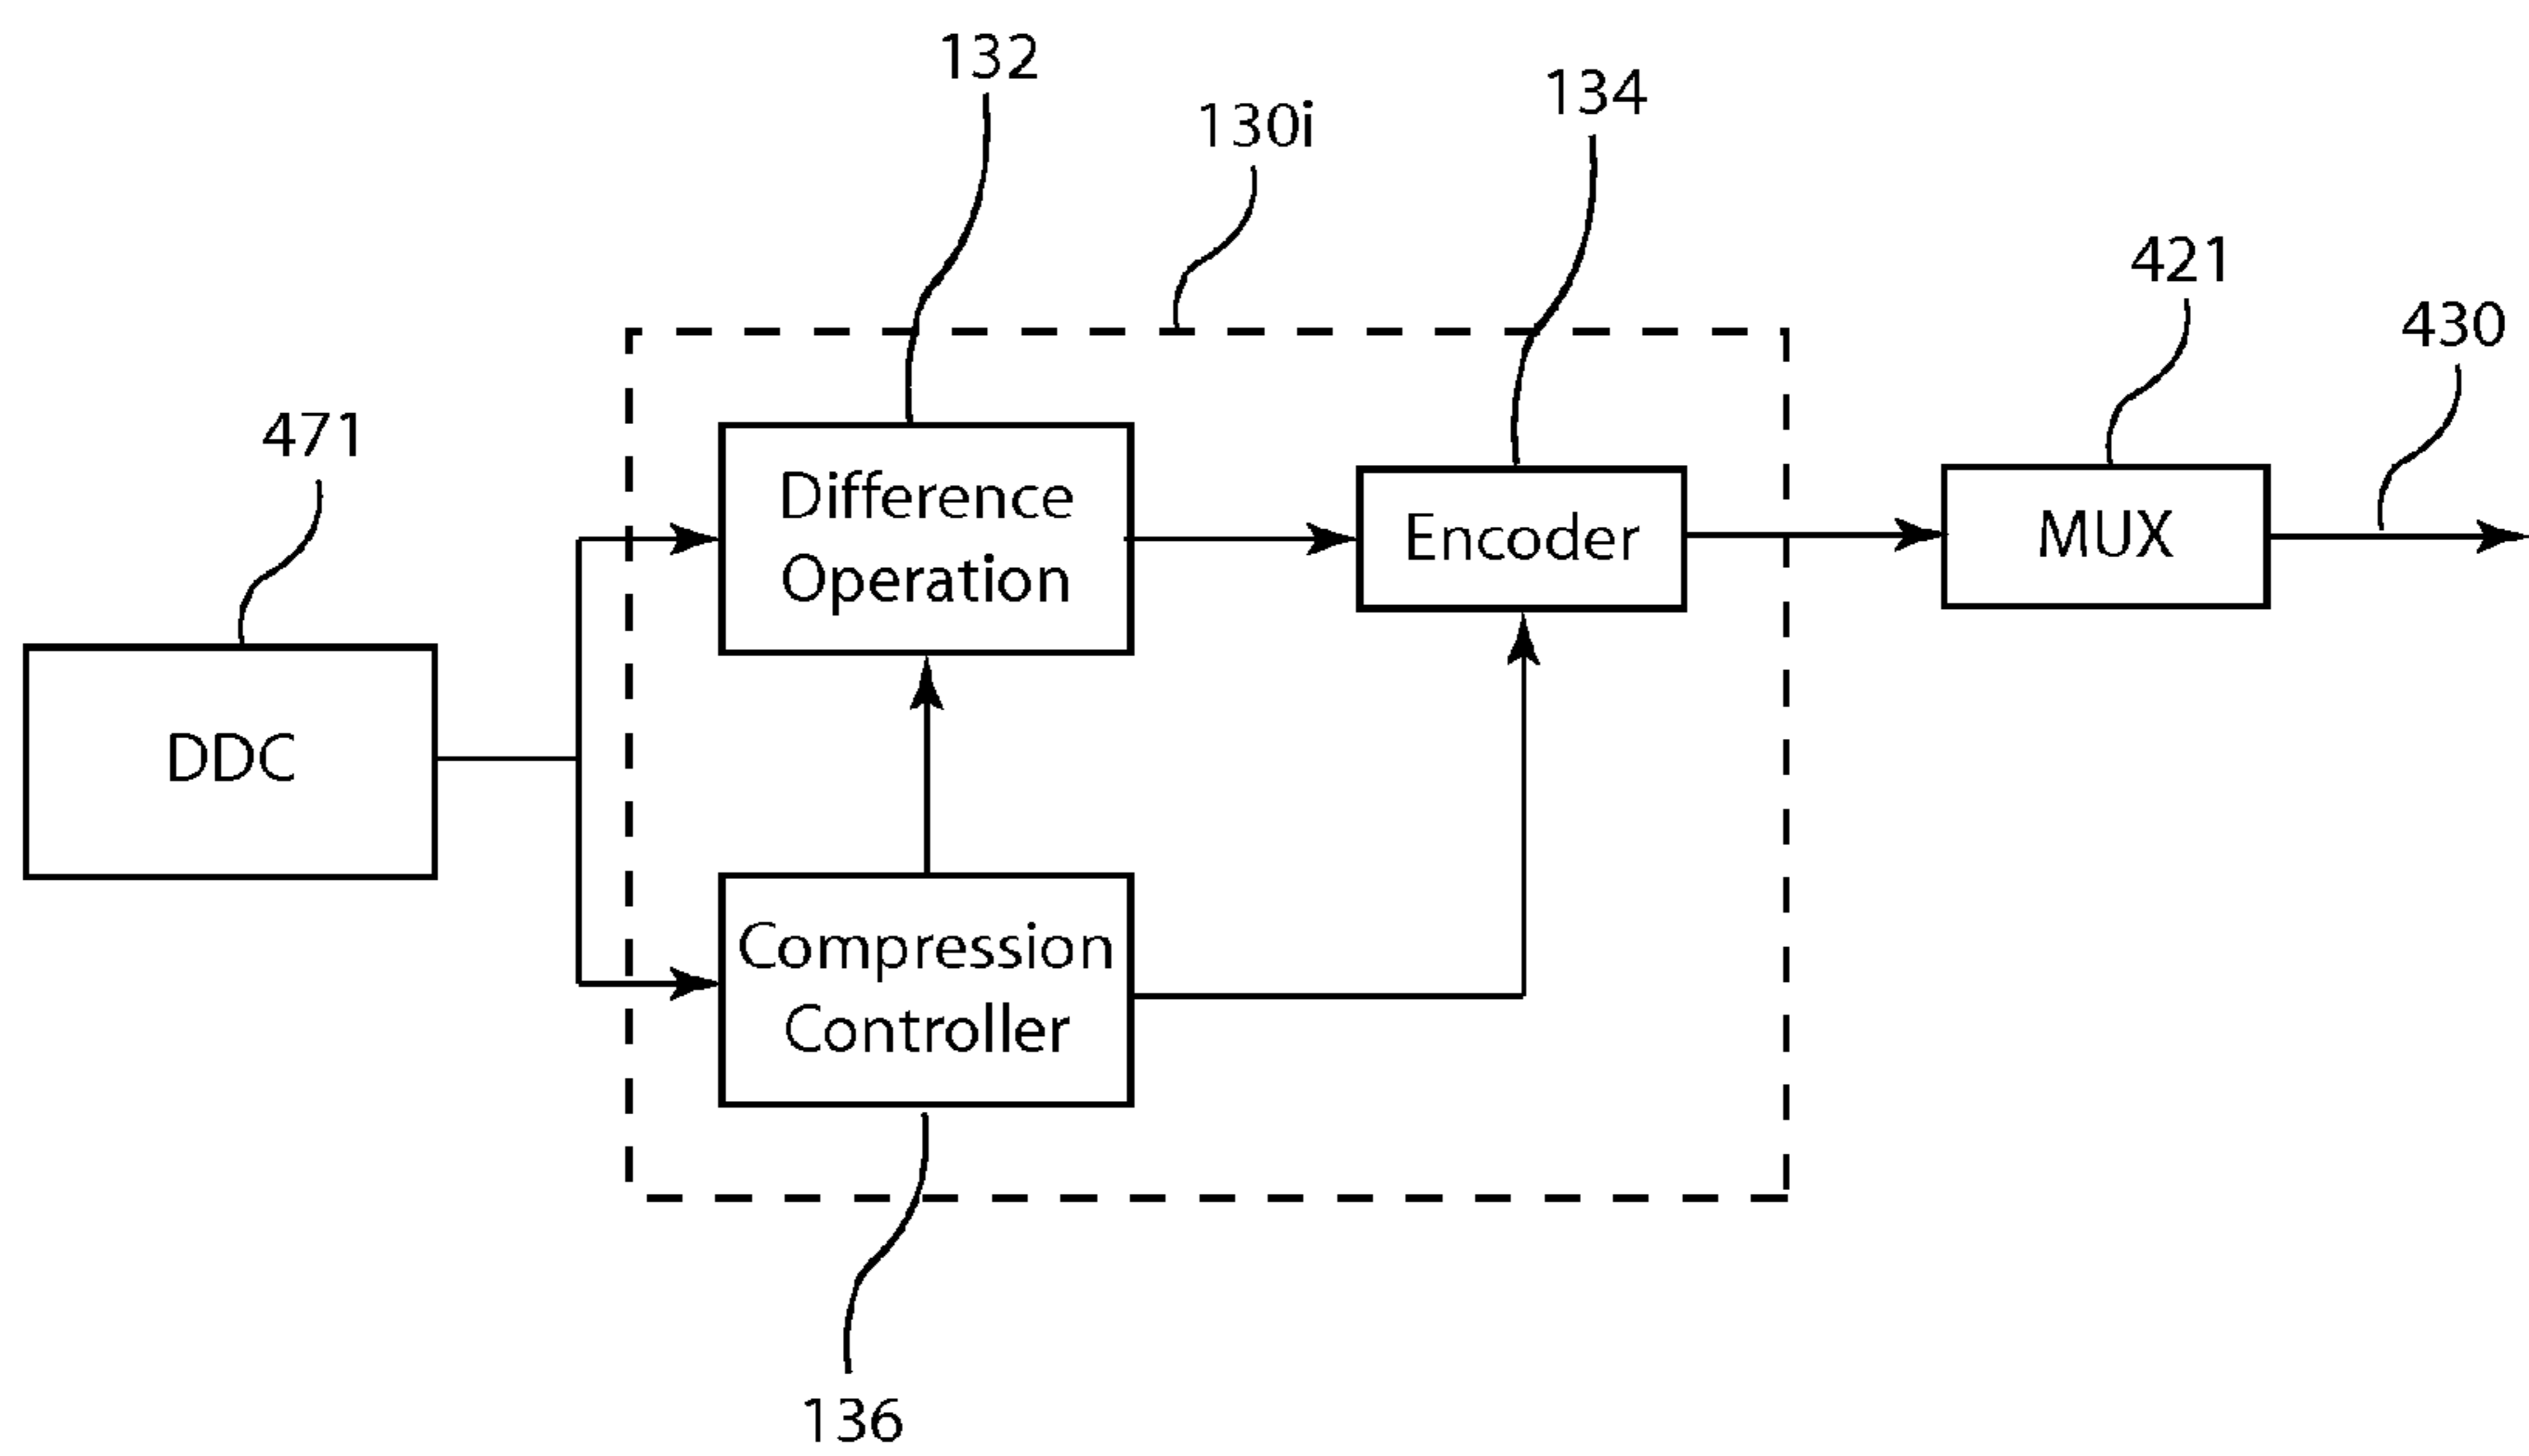 132
130i
134
421
430
471
Difference
Operation
Encoder
MUX
DDC
Compression
Controller
136